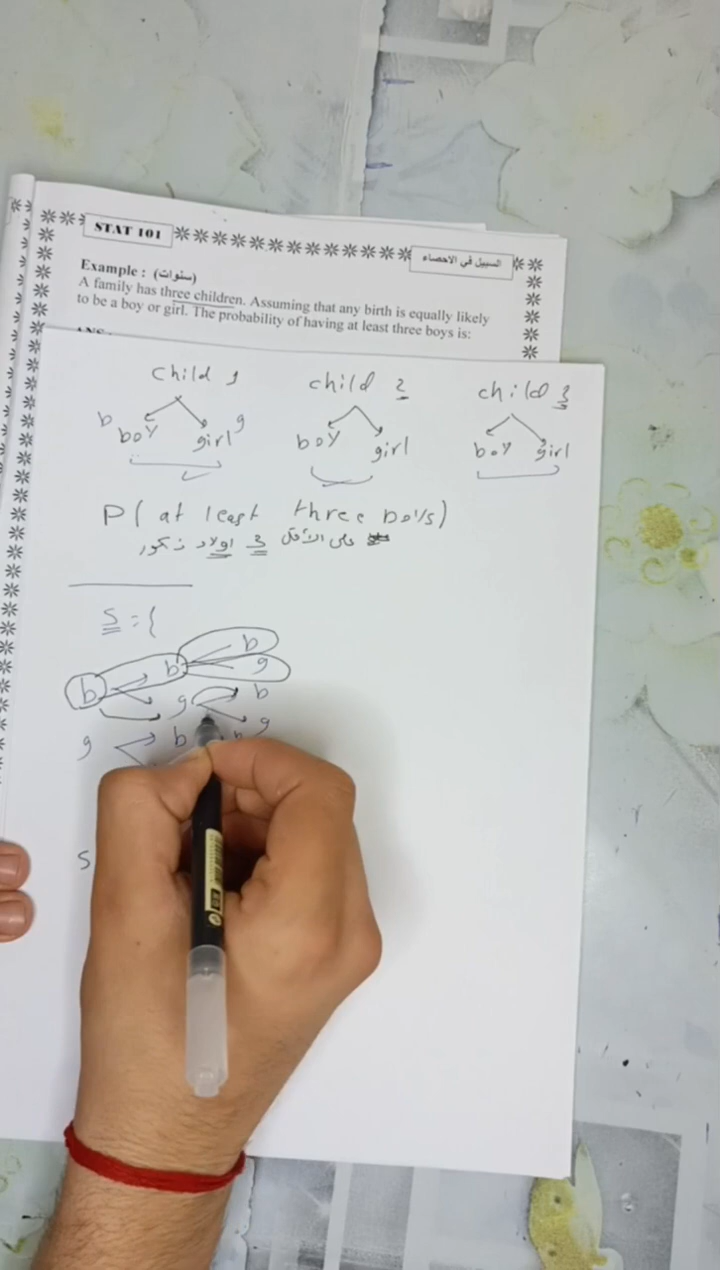 STAT 101
السبيل في الاحصاء
Example : (سنوات)
A family has three children. Assuming that any birth is equally likely
to be a boy or girl. The probability of having at least three boys is:
child 1 child 2 child 3
b boy girl g boy girl boy girl
P( at least three boys)
على الأقل 3 اولاد ذكور
S = {
b
b g
b g b
g
g b b
S